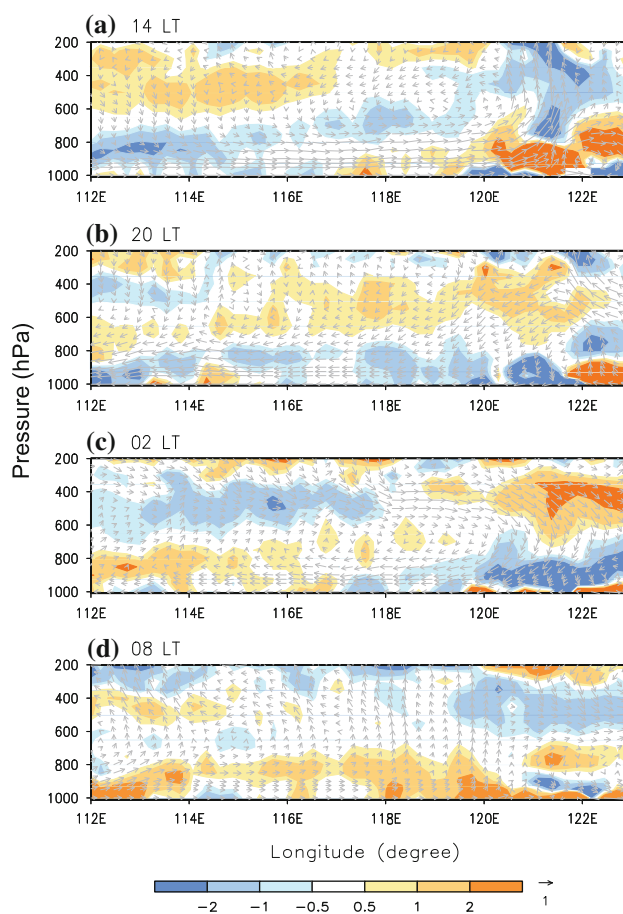 (a) 14 LT
200
400
600
800
1000
112E 114E 116E 118E 120E 122E
(b) 20 LT
200
400
600
800
1000
112E 114E 116E 118E 120E 122E
Pressure (hPa)
(c) 02 LT
200
400
600
800
1000
112E 114E 116E 118E 120E 122E
(d) 08 LT
200
400
600
800
1000
112E 114E 116E 118E 120E 122E
Longitude (degree)
-2 -1 -0.5 0.5 1 2 1